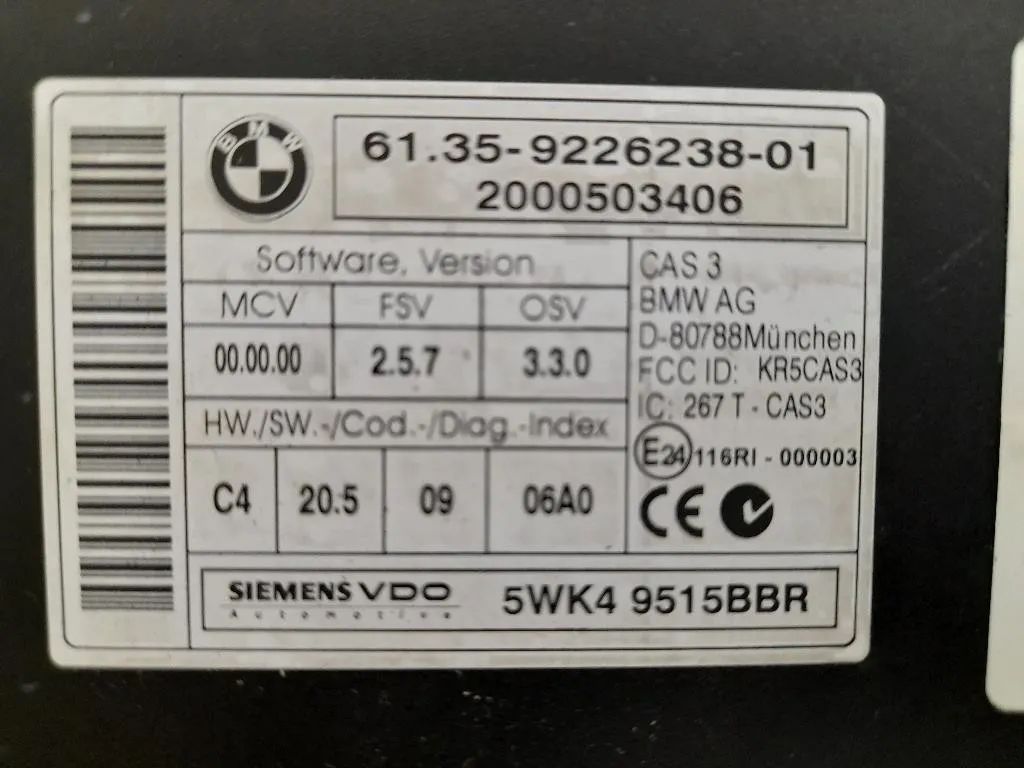 BMW
61.35-9226238-01
2000503406
Software. Version
MCV FSV OSV
00.00.00 2.5.7 3.3.0
HW./SW.-/Cod.-/Diag.-Index
C4 20.5 09 06A0
CAS 3
BMW AG
D-80788München
FCC ID: KR5CAS3
IC: 267 T - CAS3
E24 116RI - 000003
CE
SIEMENS VDO 5WK4 9515BBR
Automotive